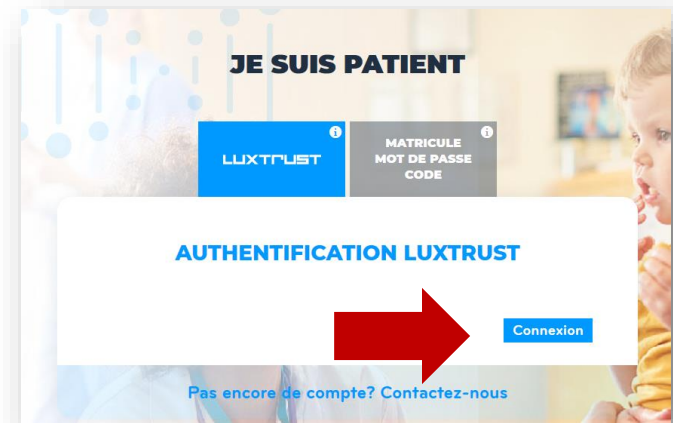 JE SUIS PATIENT
LUXTRUST
MATRICULE
MOT DE PASSE
CODE
AUTHENTIFICATION LUXTRUST
Connexion
Pas encore de compte? Contactez-nous